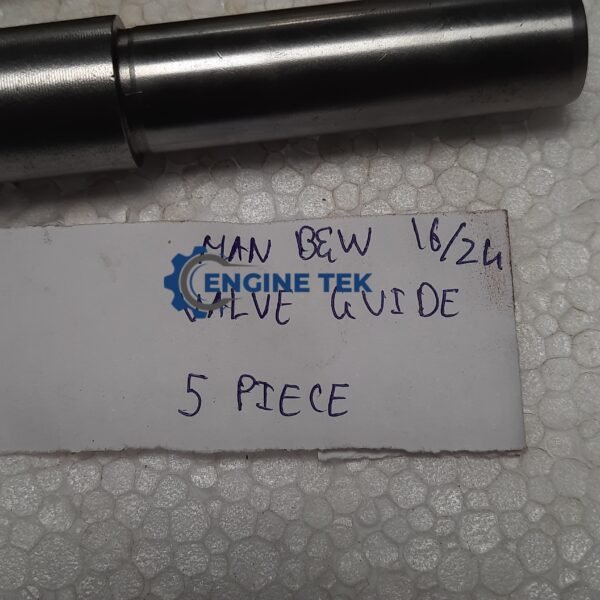 MAN B&W 16/24
ENGINE TEK
VALVE GUIDE
5 PIECE